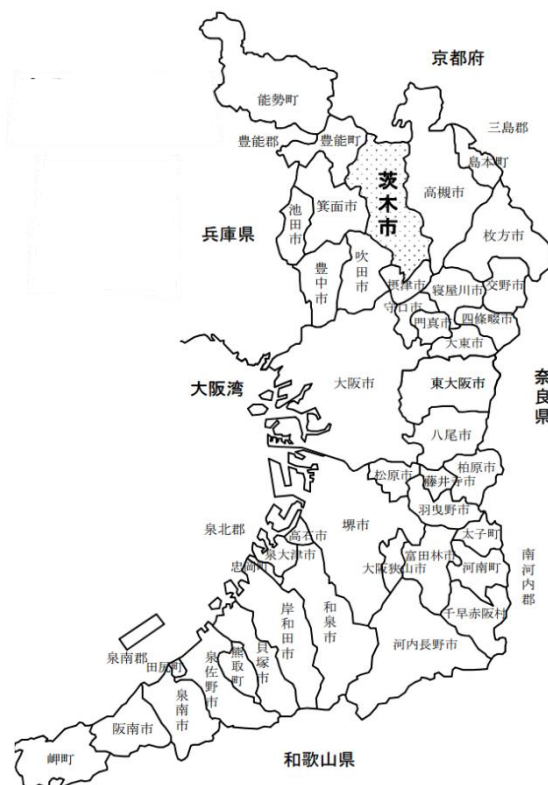 京都府
能勢町
三島郡
豊能郡
豊能町
島本町
茨木市
高槻市
箕面市
池田市
枚方市
兵庫県
吹田市
豊中市
摂津市
寝屋川市
交野市
守口市
門真市
四條畷市
大東市
大阪湾
大阪市
東大阪市
奈良県
八尾市
松原市
藤井寺市
柏原市
羽曳野市
泉北郡
堺市
高石市
太子町
泉大津市
忠岡町
大阪狭山市
富田林市
河南町
南河内郡
千早赤阪村
岸和田市
和泉市
河内長野市
貝塚市
熊取町
泉佐野市
泉南郡
田尻町
泉南市
阪南市
岬町
和歌山県